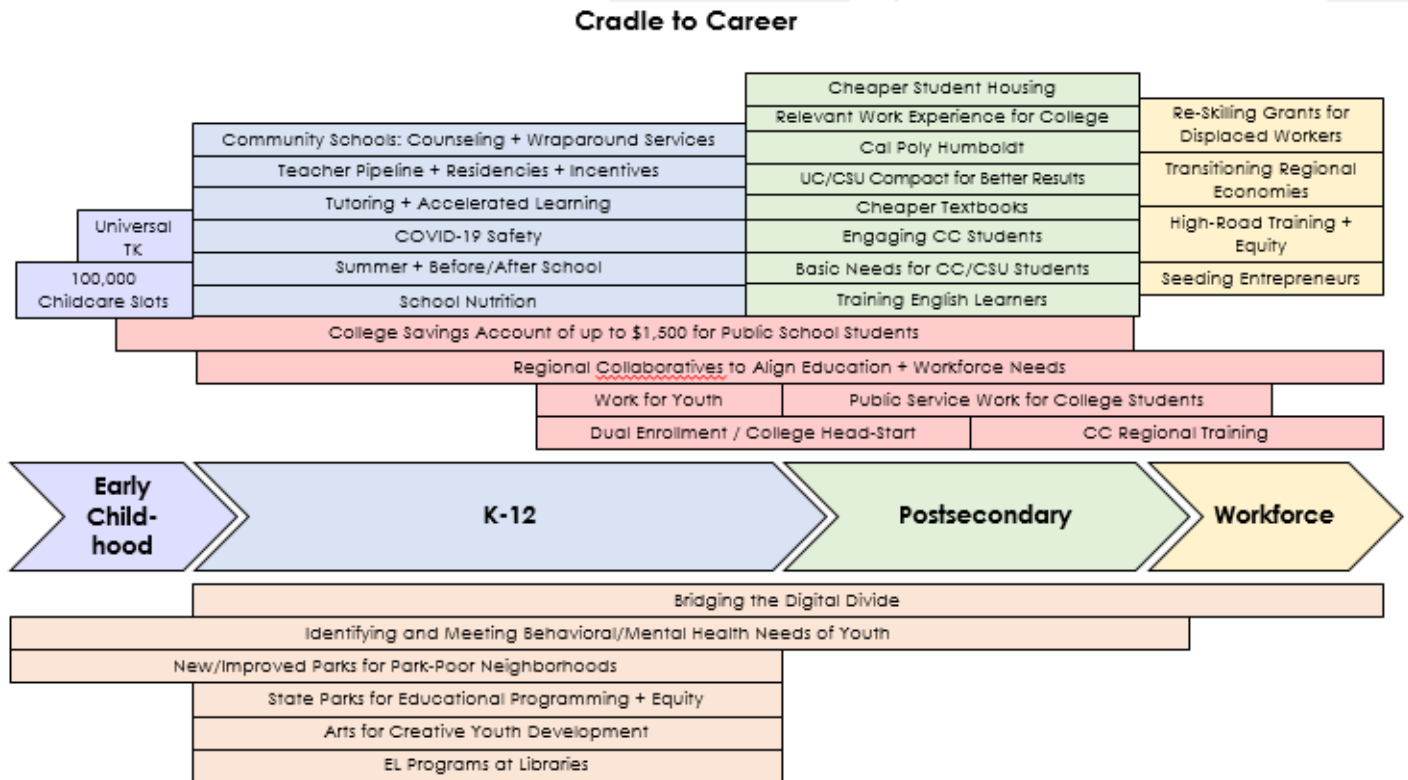 Cradle to Career
Cheaper Student Housing
Relevant Work Experience for College
Cal Poly Humboldt
UC/CSU Compact for Better Results
Cheaper Textbooks
Engaging CC Students
Basic Needs for CC/CSU Students
Training English Learners
Re-Skilling Grants for
Displaced Workers
Transitioning Regional
Economies
High-Road Training +
Equity
Seeding Entrepreneurs
Community Schools: Counseling + Wraparound Services
Teacher Pipeline + Residencies + Incentives
Tutoring + Accelerated Learning
COVID-19 Safety
Summer + Before/After School
School Nutrition
Universal
TK
100,000
Childcare Slots
College Savings Account of up to $1,500 for Public School Students
Regional Collaboratives to Align Education + Workforce Needs
Work for Youth
Public Service Work for College Students
Dual Enrollment / College Head-Start
CC Regional Training
Early
Child-
hood
K-12
Postsecondary
Workforce
Bridging the Digital Divide
Identifying and Meeting Behavioral/Mental Health Needs of Youth
New/Improved Parks for Park-Poor Neighborhoods
State Parks for Educational Programming + Equity
Arts for Creative Youth Development
EL Programs at Libraries